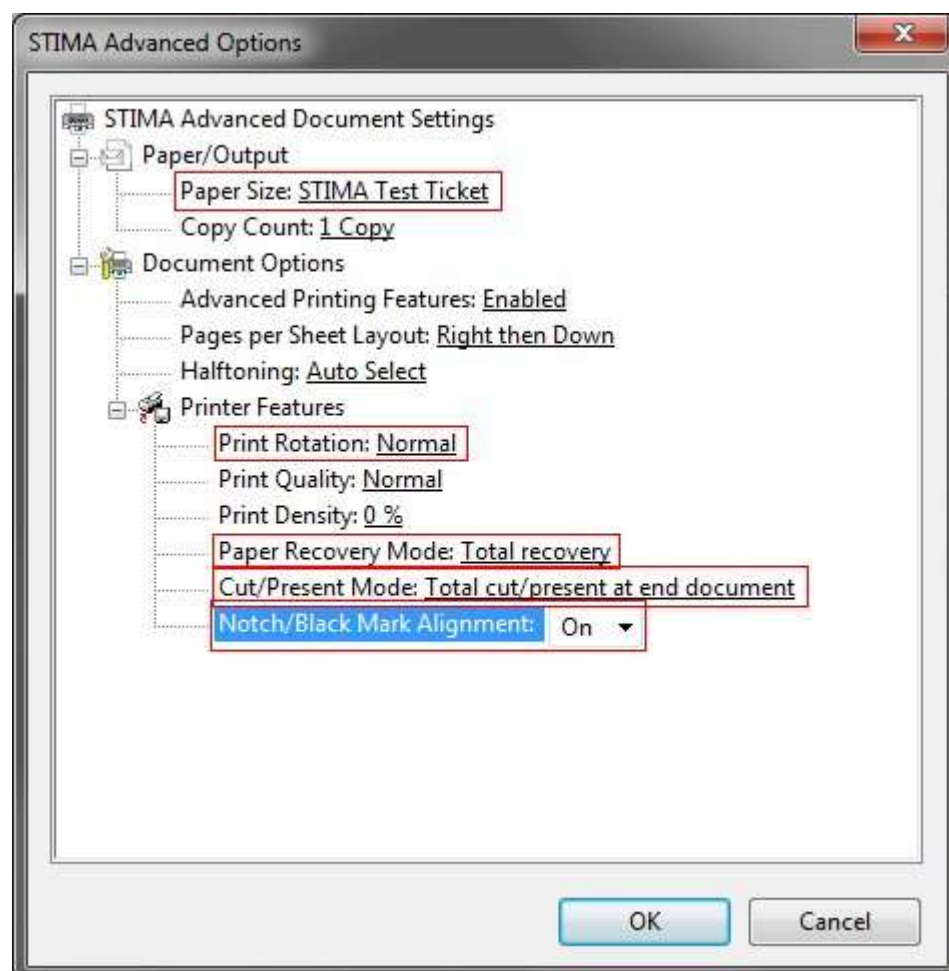 STIMA Advanced Options
STIMA Advanced Document Settings
Paper/Output
Paper Size: STIMA Test Ticket
Copy Count: 1 Copy
Document Options
Advanced Printing Features: Enabled
Pages per Sheet Layout: Right then Down
Halftoning: Auto Select
Printer Features
Print Rotation: Normal
Print Quality: Normal
Print Density: 0 %
Paper Recovery Mode: Total recovery
Cut/Present Mode: Total cut/present at end document
Notch/Black Mark Alignment: On
OK Cancel